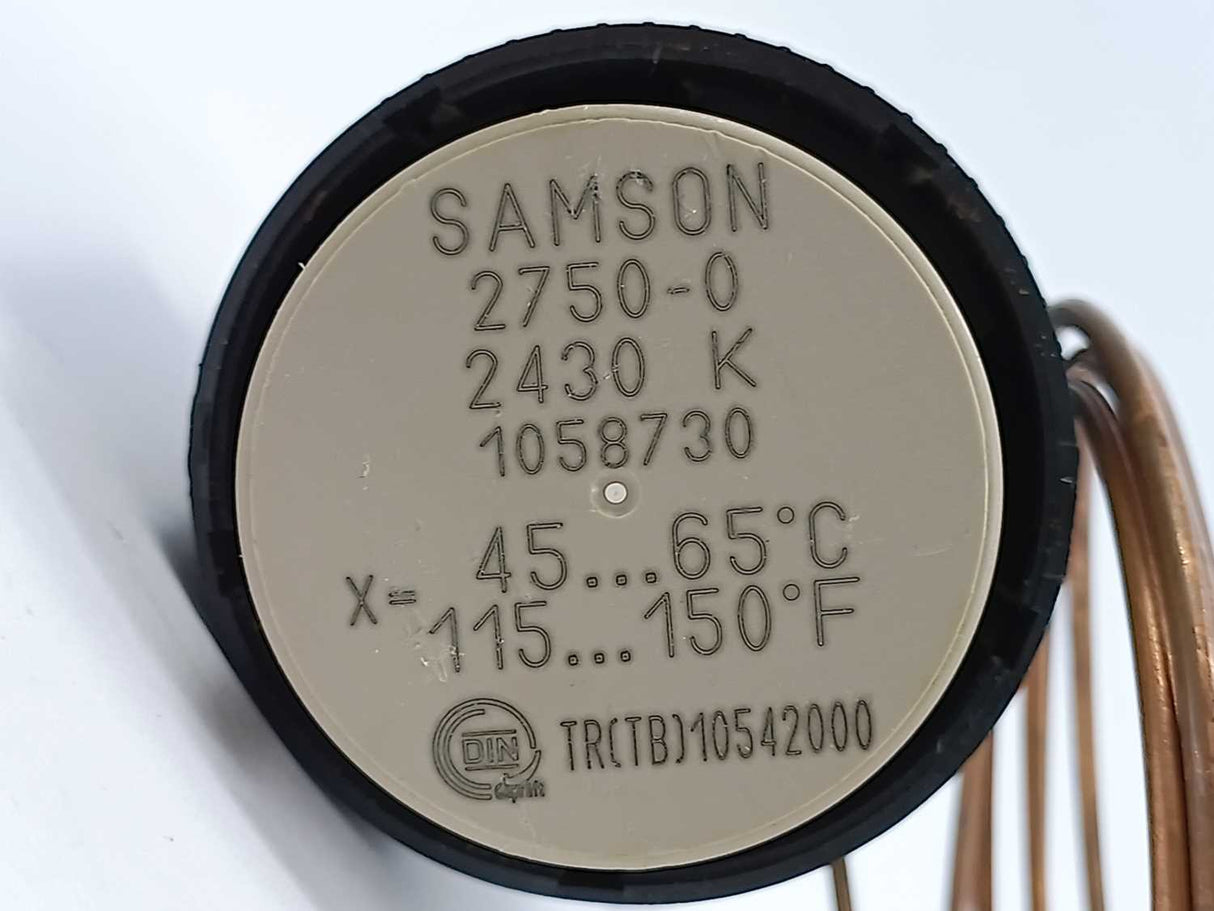 SAMSON
2750-0
2430 K
1058730
45...65°C
X=
115...150°F
DIN
TR(TB)10542000